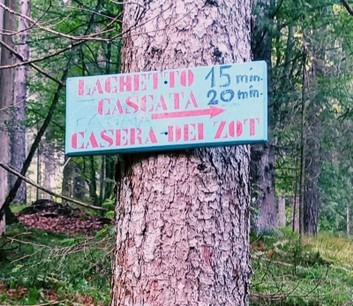 LAGHETTO 15 min.
CASCATA 20 min.
CASERA DEI ZOT